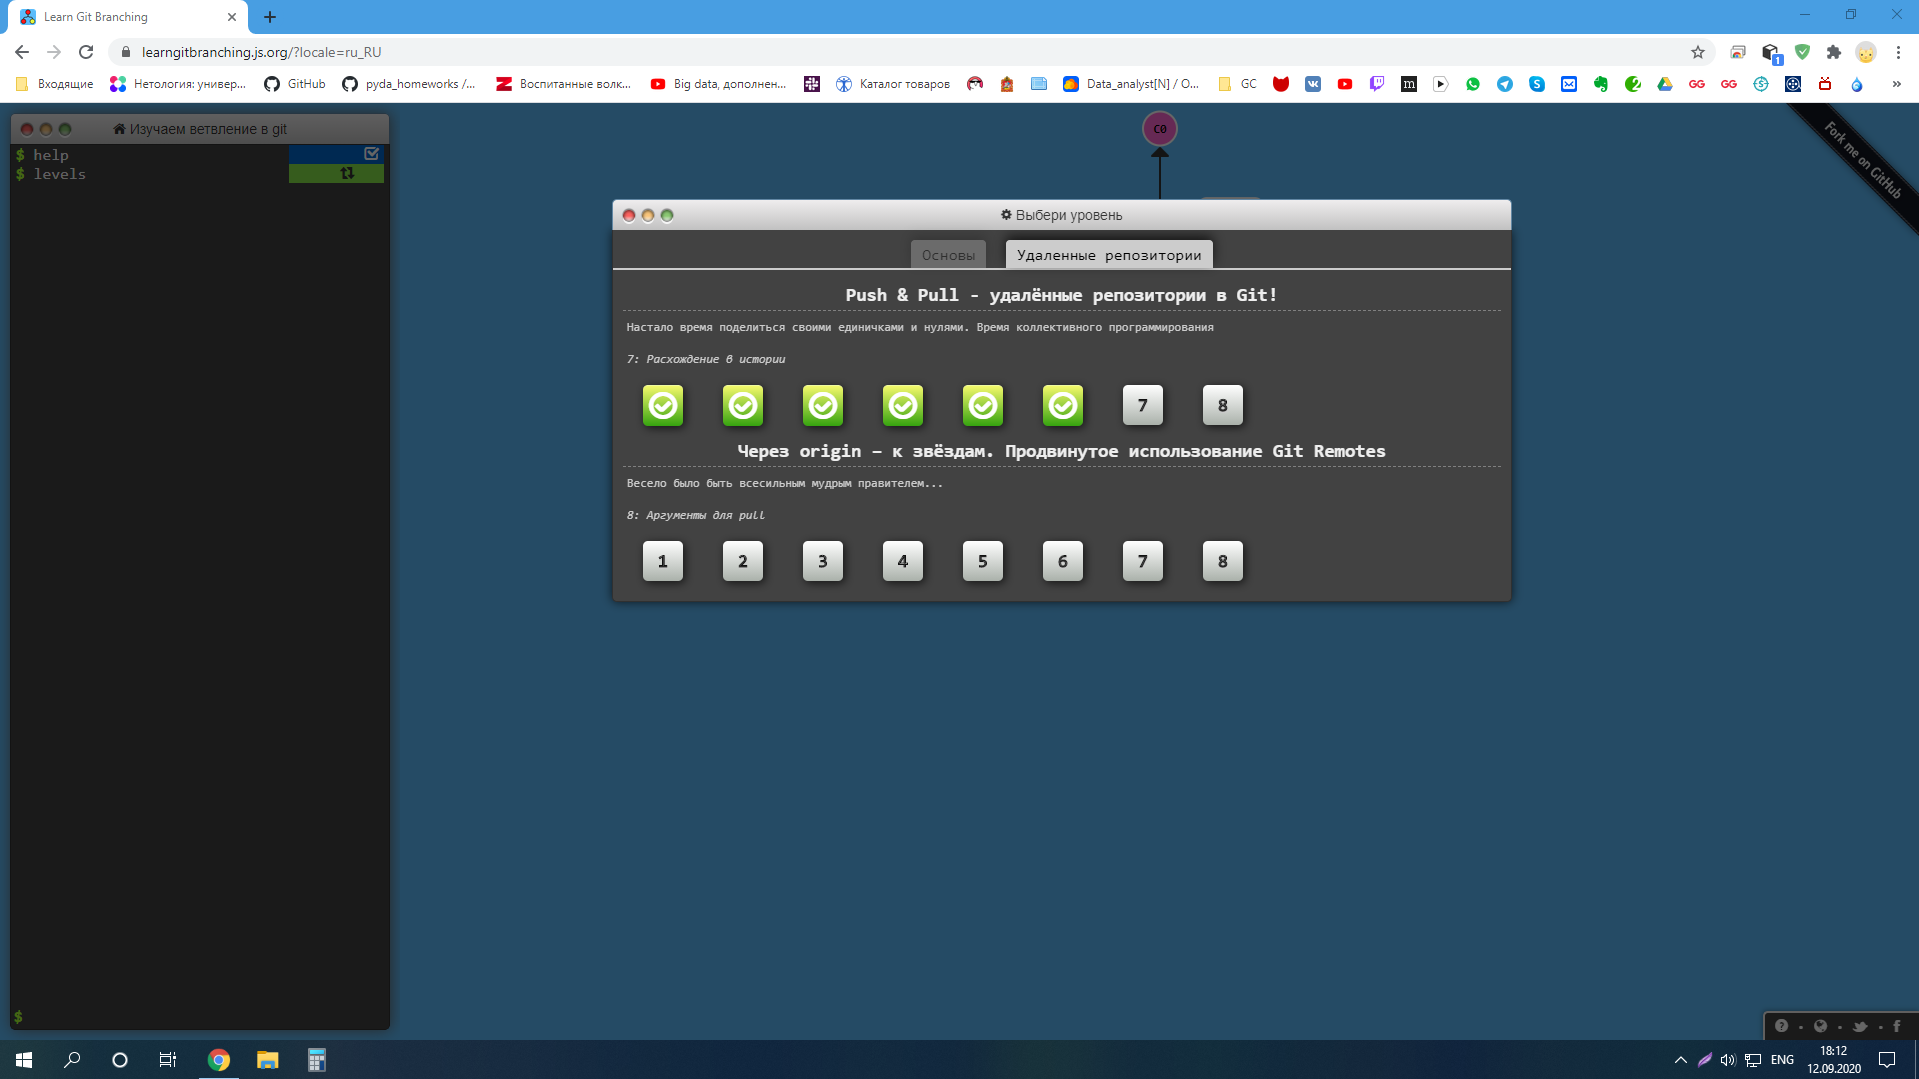 Learn Git Branching
learngitbranching.js.org/?locale=ru_RU
1
Входящие
Нетология: универ...
GitHub
pyda_homeworks /...
Воспитанные волк...
Big data, дополнен...
Каталог товаров
Data_analyst[N] / О...
GC
m
GG
GG
»
Изучаем ветвление в git
$ help
$ levels
$
C0
Fork me on GitHub
Выбери уровень
Основы
Удаленные репозитории
Push & Pull - удалённые репозитории в Git!
Настало время поделиться своими единичками и нулями. Время коллективного программирования
7: Расхождение в истории
7
8
Через origin – к звёздам. Продвинутое использование Git Remotes
Весело было быть всесильным мудрым правителем...
8: Аргументы для pull
1
2
3
4
5
6
7
8
ENG
18:12
12.09.2020